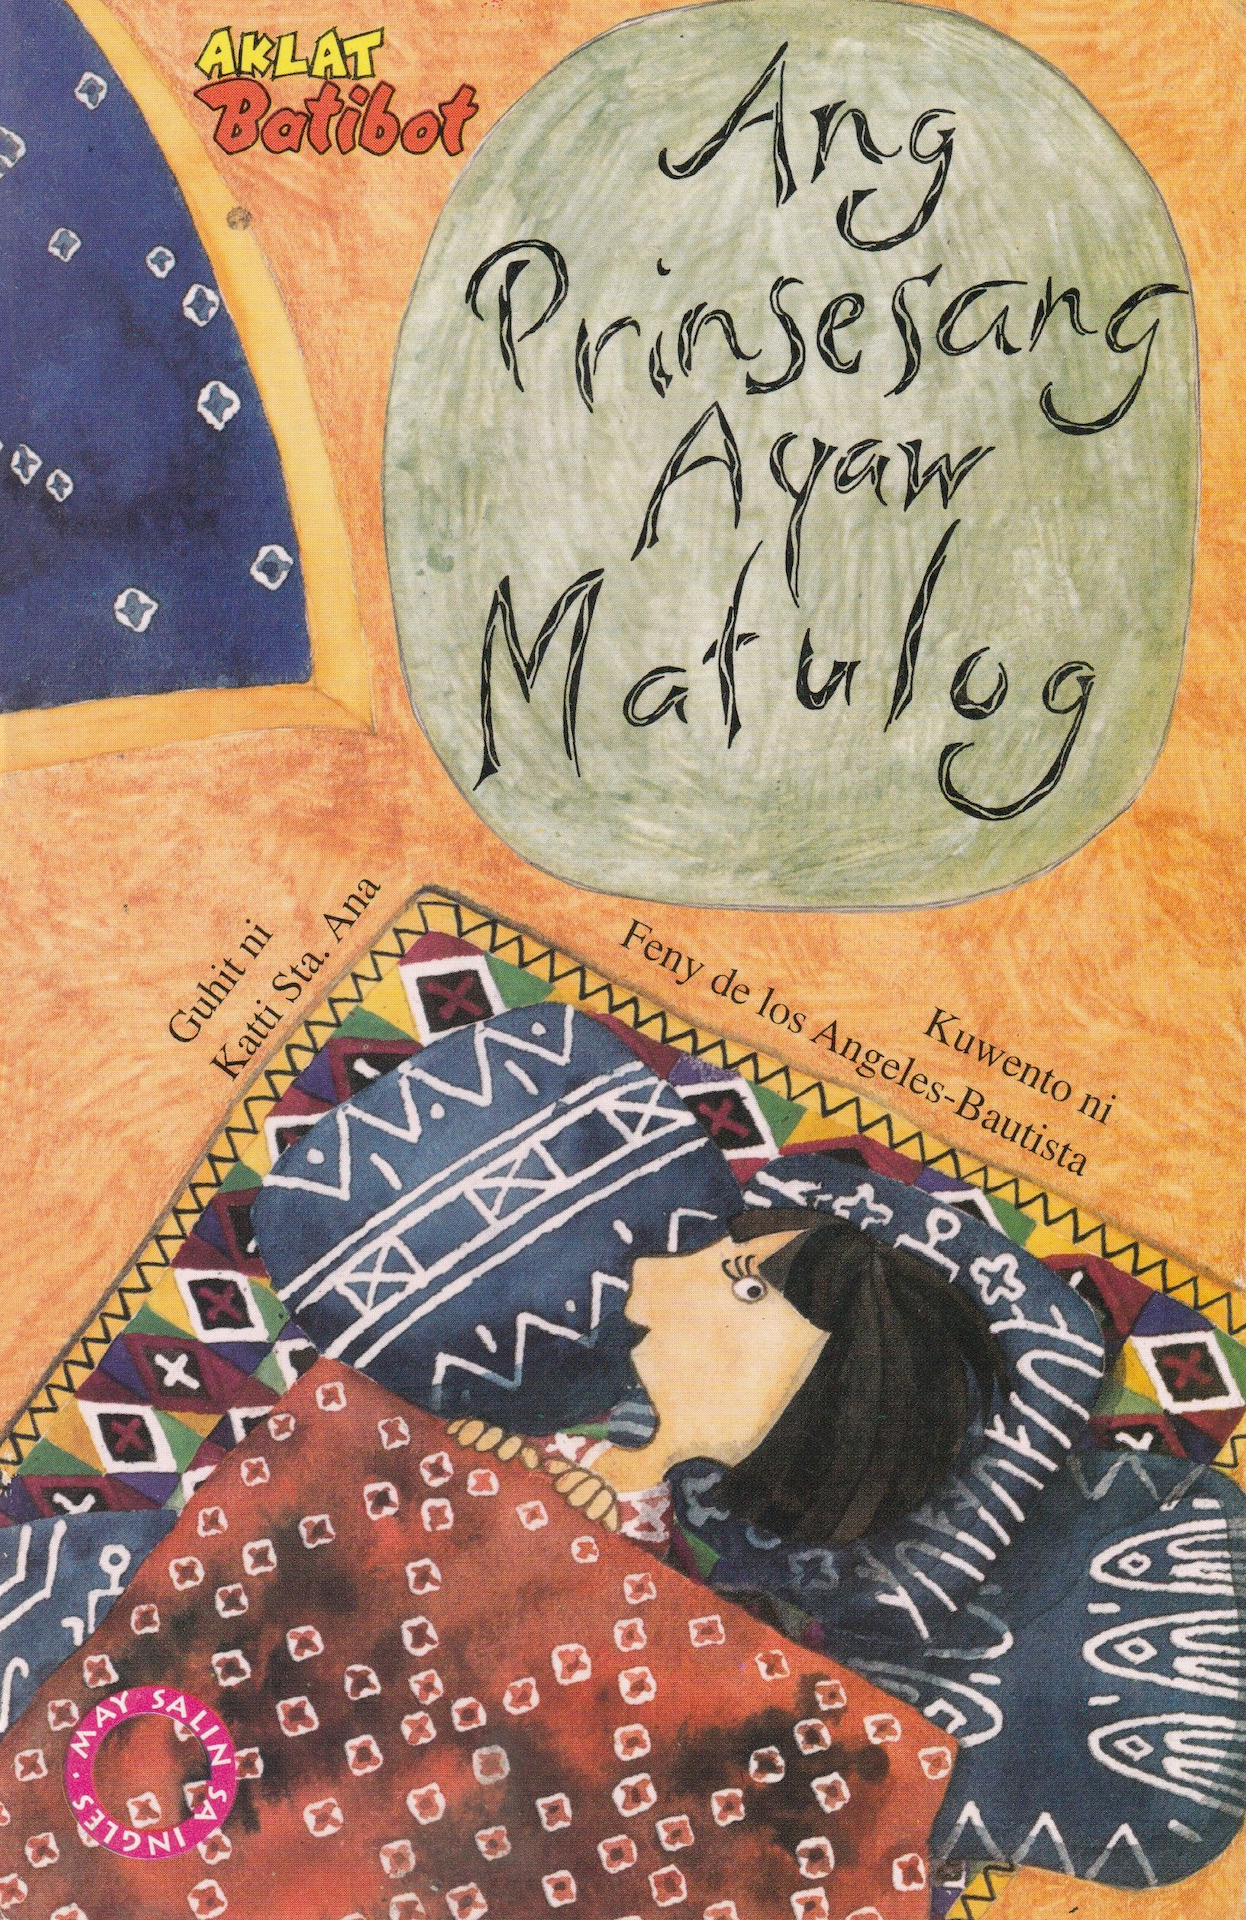 AKLAT
Batibot
Ang
Prinsesang
Ayaw
Matulog
Guhit ni
Katti Sta. Ana
Kuwento ni
Feny de los Angeles-Bautista
MAY SALIN SA INGLES ·